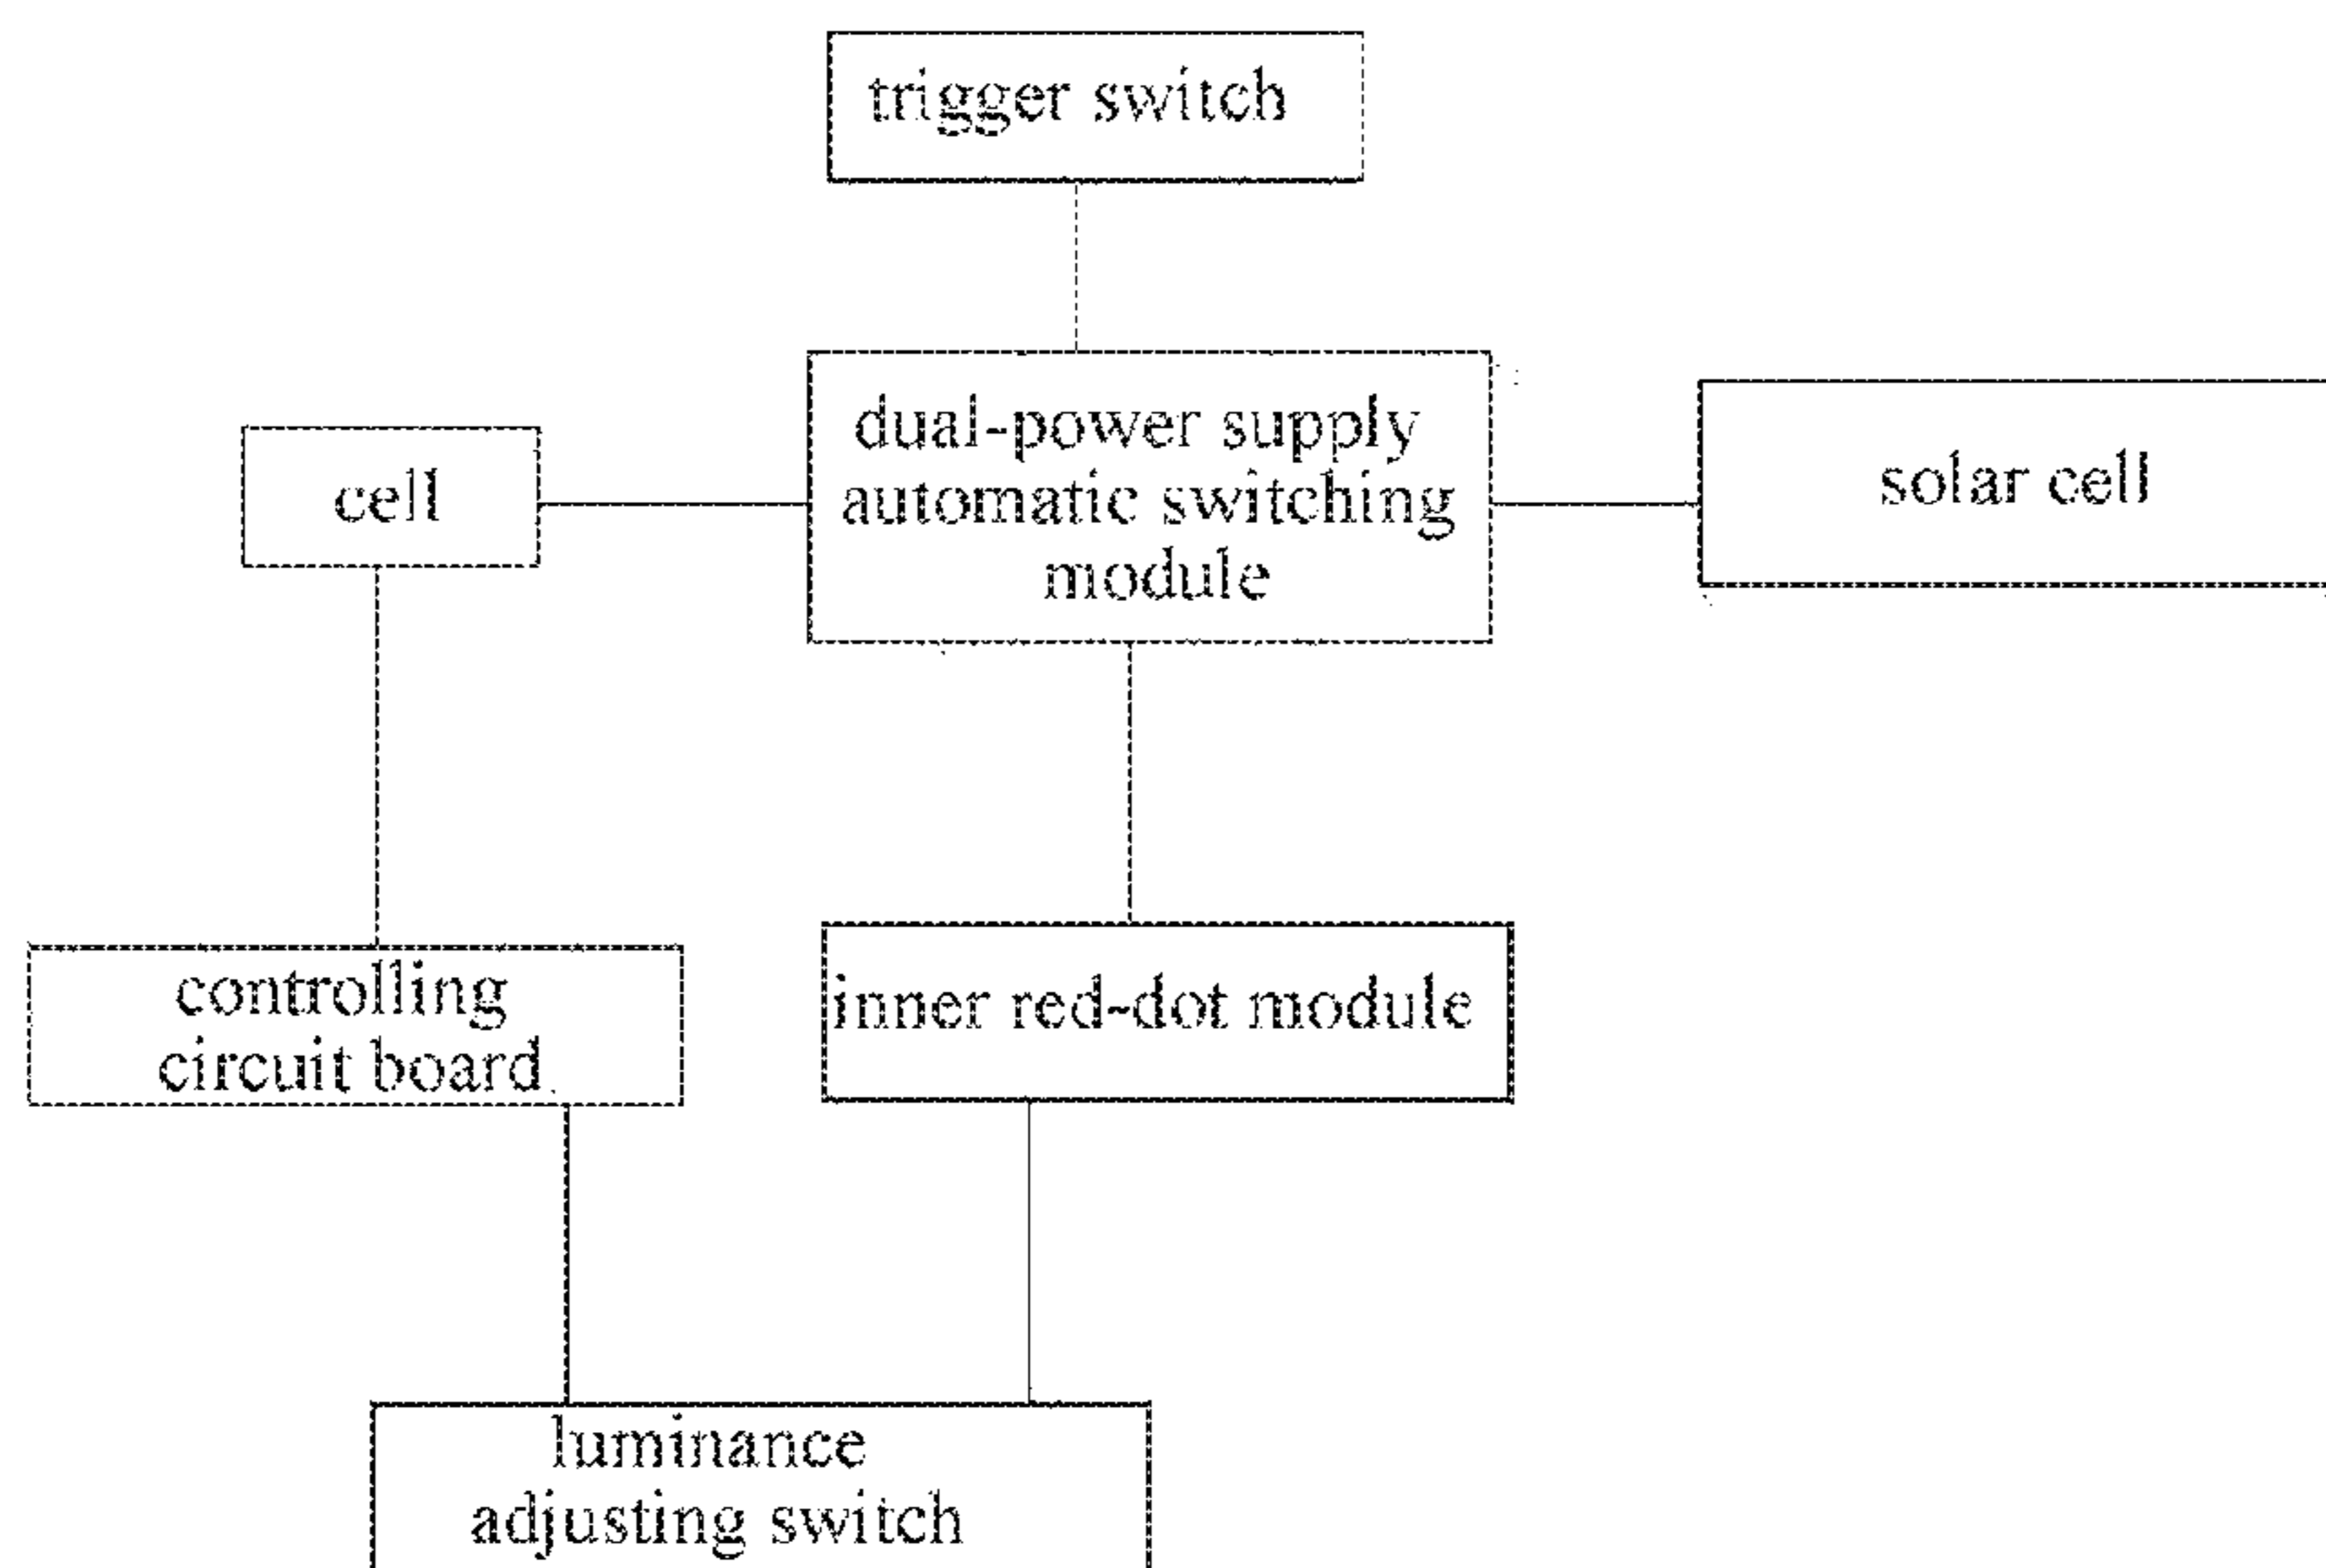 trigger switch
dual-power supply
automatic switching
module
cell
solar cell
controlling
circuit board
inner red-dot module
luminance
adjusting switch